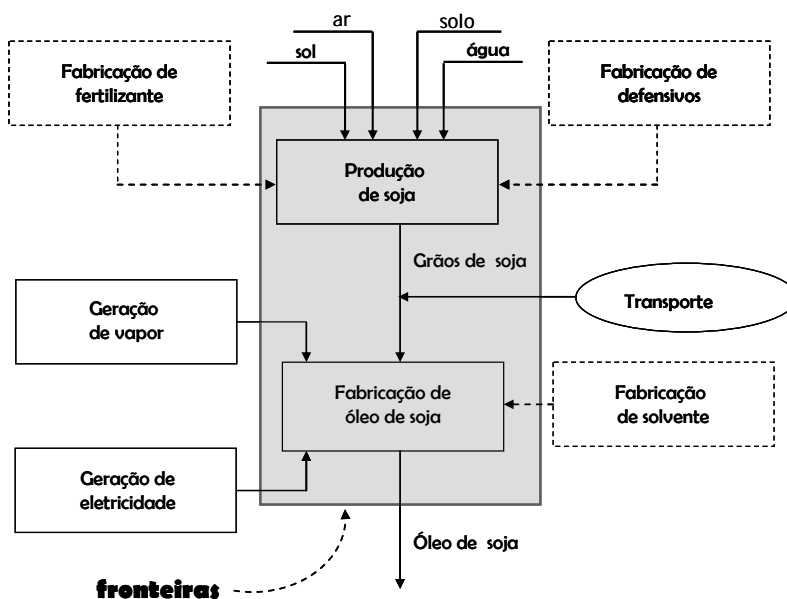 ar
solo
sol
água
Fabricação de
fertilizante
Fabricação de
defensivos
Produção
de soja
Grãos de soja
Geração
de vapor
Transporte
Fabricação de
óleo de soja
Fabricação
de solvente
Geração de
eletricidade
Óleo de soja
fronteiras